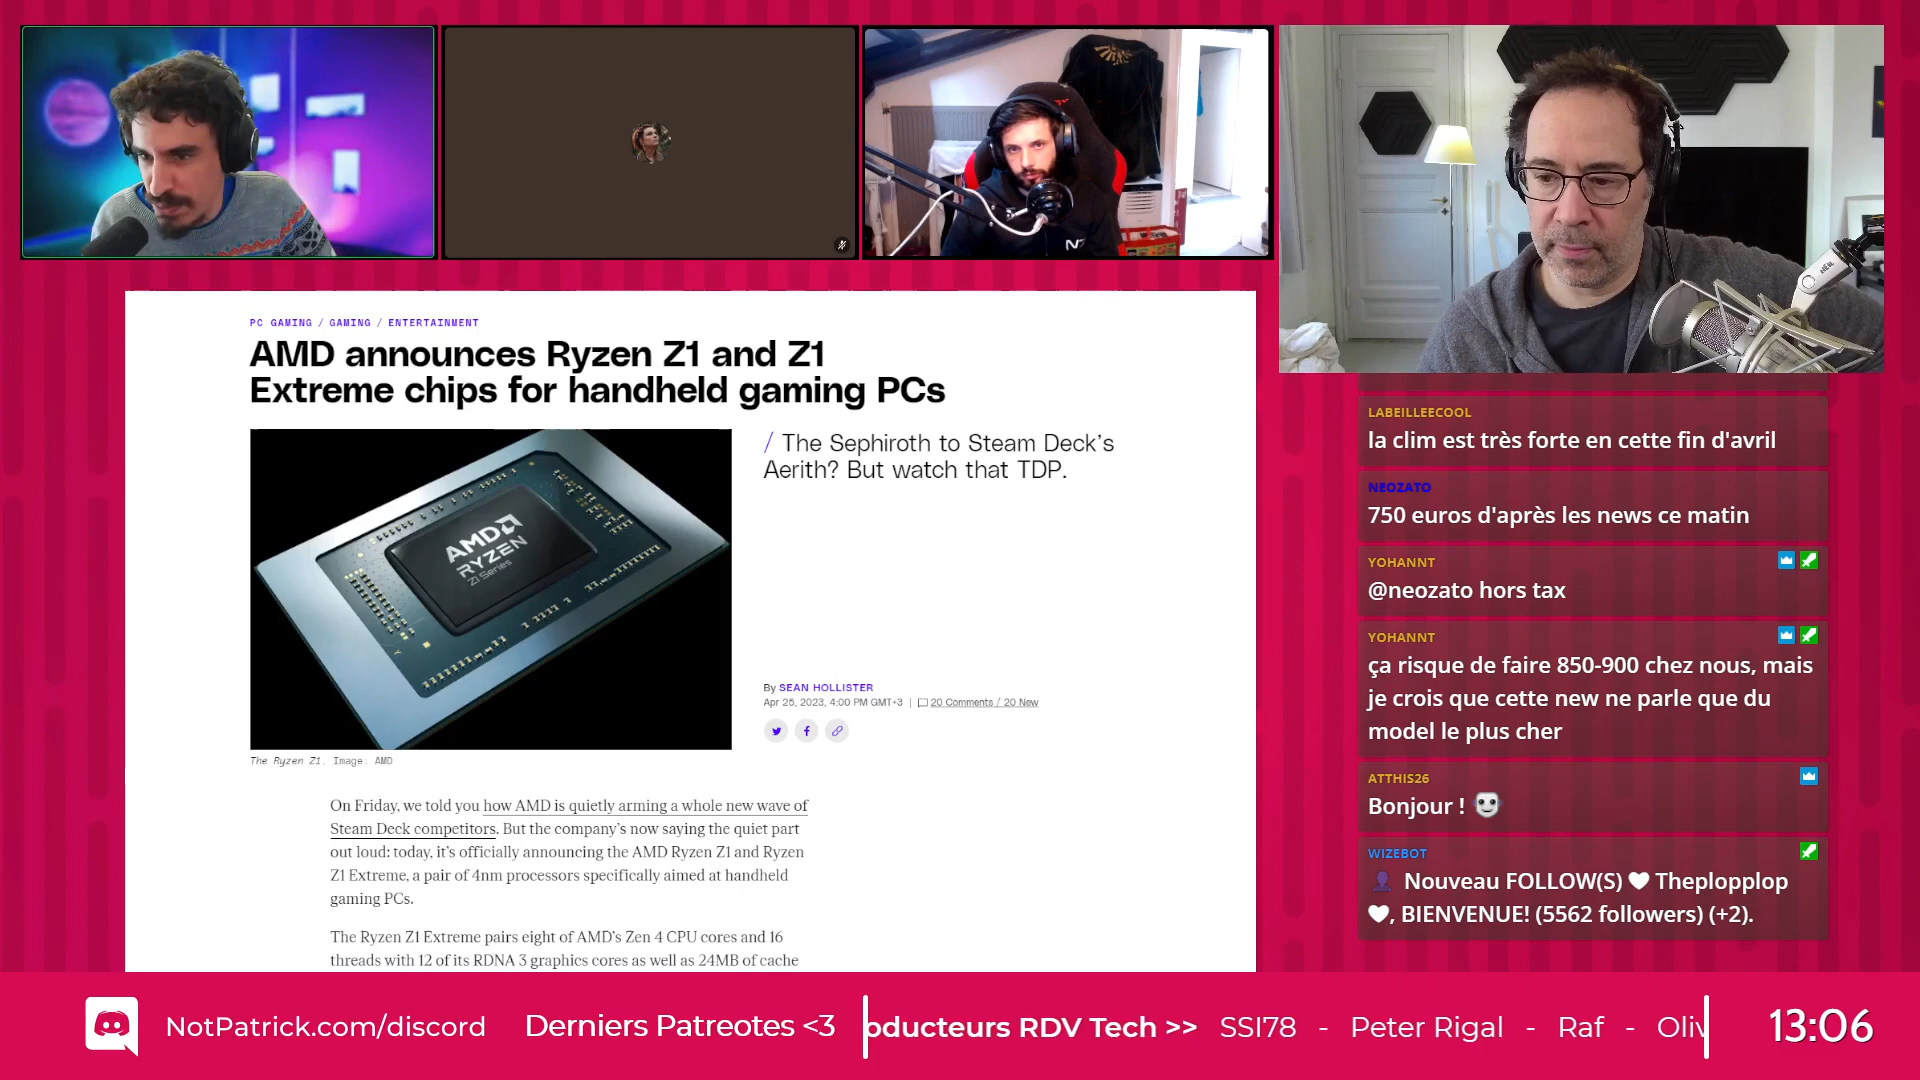 PC GAMING / GAMING / ENTERTAINMENT
AMD announces Ryzen Z1 and Z1
Extreme chips for handheld gaming PCs
/ The Sephiroth to Steam Deck's
Aerith? But watch that TDP.
AMD
RYZEN
Z1 Series
By SEAN HOLLISTER
Apr 25, 2023, 4:00 PM GMT+3 | 20 Comments / 20 New
The Ryzen Z1. Image: AMD
On Friday, we told you how AMD is quietly arming a whole new wave of
Steam Deck competitors. But the company's now saying the quiet part
out loud: today, it's officially announcing the AMD Ryzen Z1 and Ryzen
Z1 Extreme, a pair of 4nm processors specifically aimed at handheld
gaming PCs.
The Ryzen Z1 Extreme pairs eight of AMD's Zen 4 CPU cores and 16
threads with 12 of its RDNA 3 graphics cores as well as 24MB of cache
LABEILLEECOOL
la clim est très forte en cette fin d'avril
NEOZATO
750 euros d'après les news ce matin
YOHANNT
@neozato hors tax
YOHANNT
ça risque de faire 850-900 chez nous, mais
je crois que cette new ne parle que du
model le plus cher
ATTHIS26
Bonjour !
WIZEBOT
Nouveau FOLLOW(S) 🤍 Theplopplop
🤍, BIENVENUE! (5562 followers) (+2).
NotPatrick.com/discord Derniers Patreotes <3 oducteurs RDV Tech >> SSI78 - Peter Rigal - Raf - Oliv 13:06